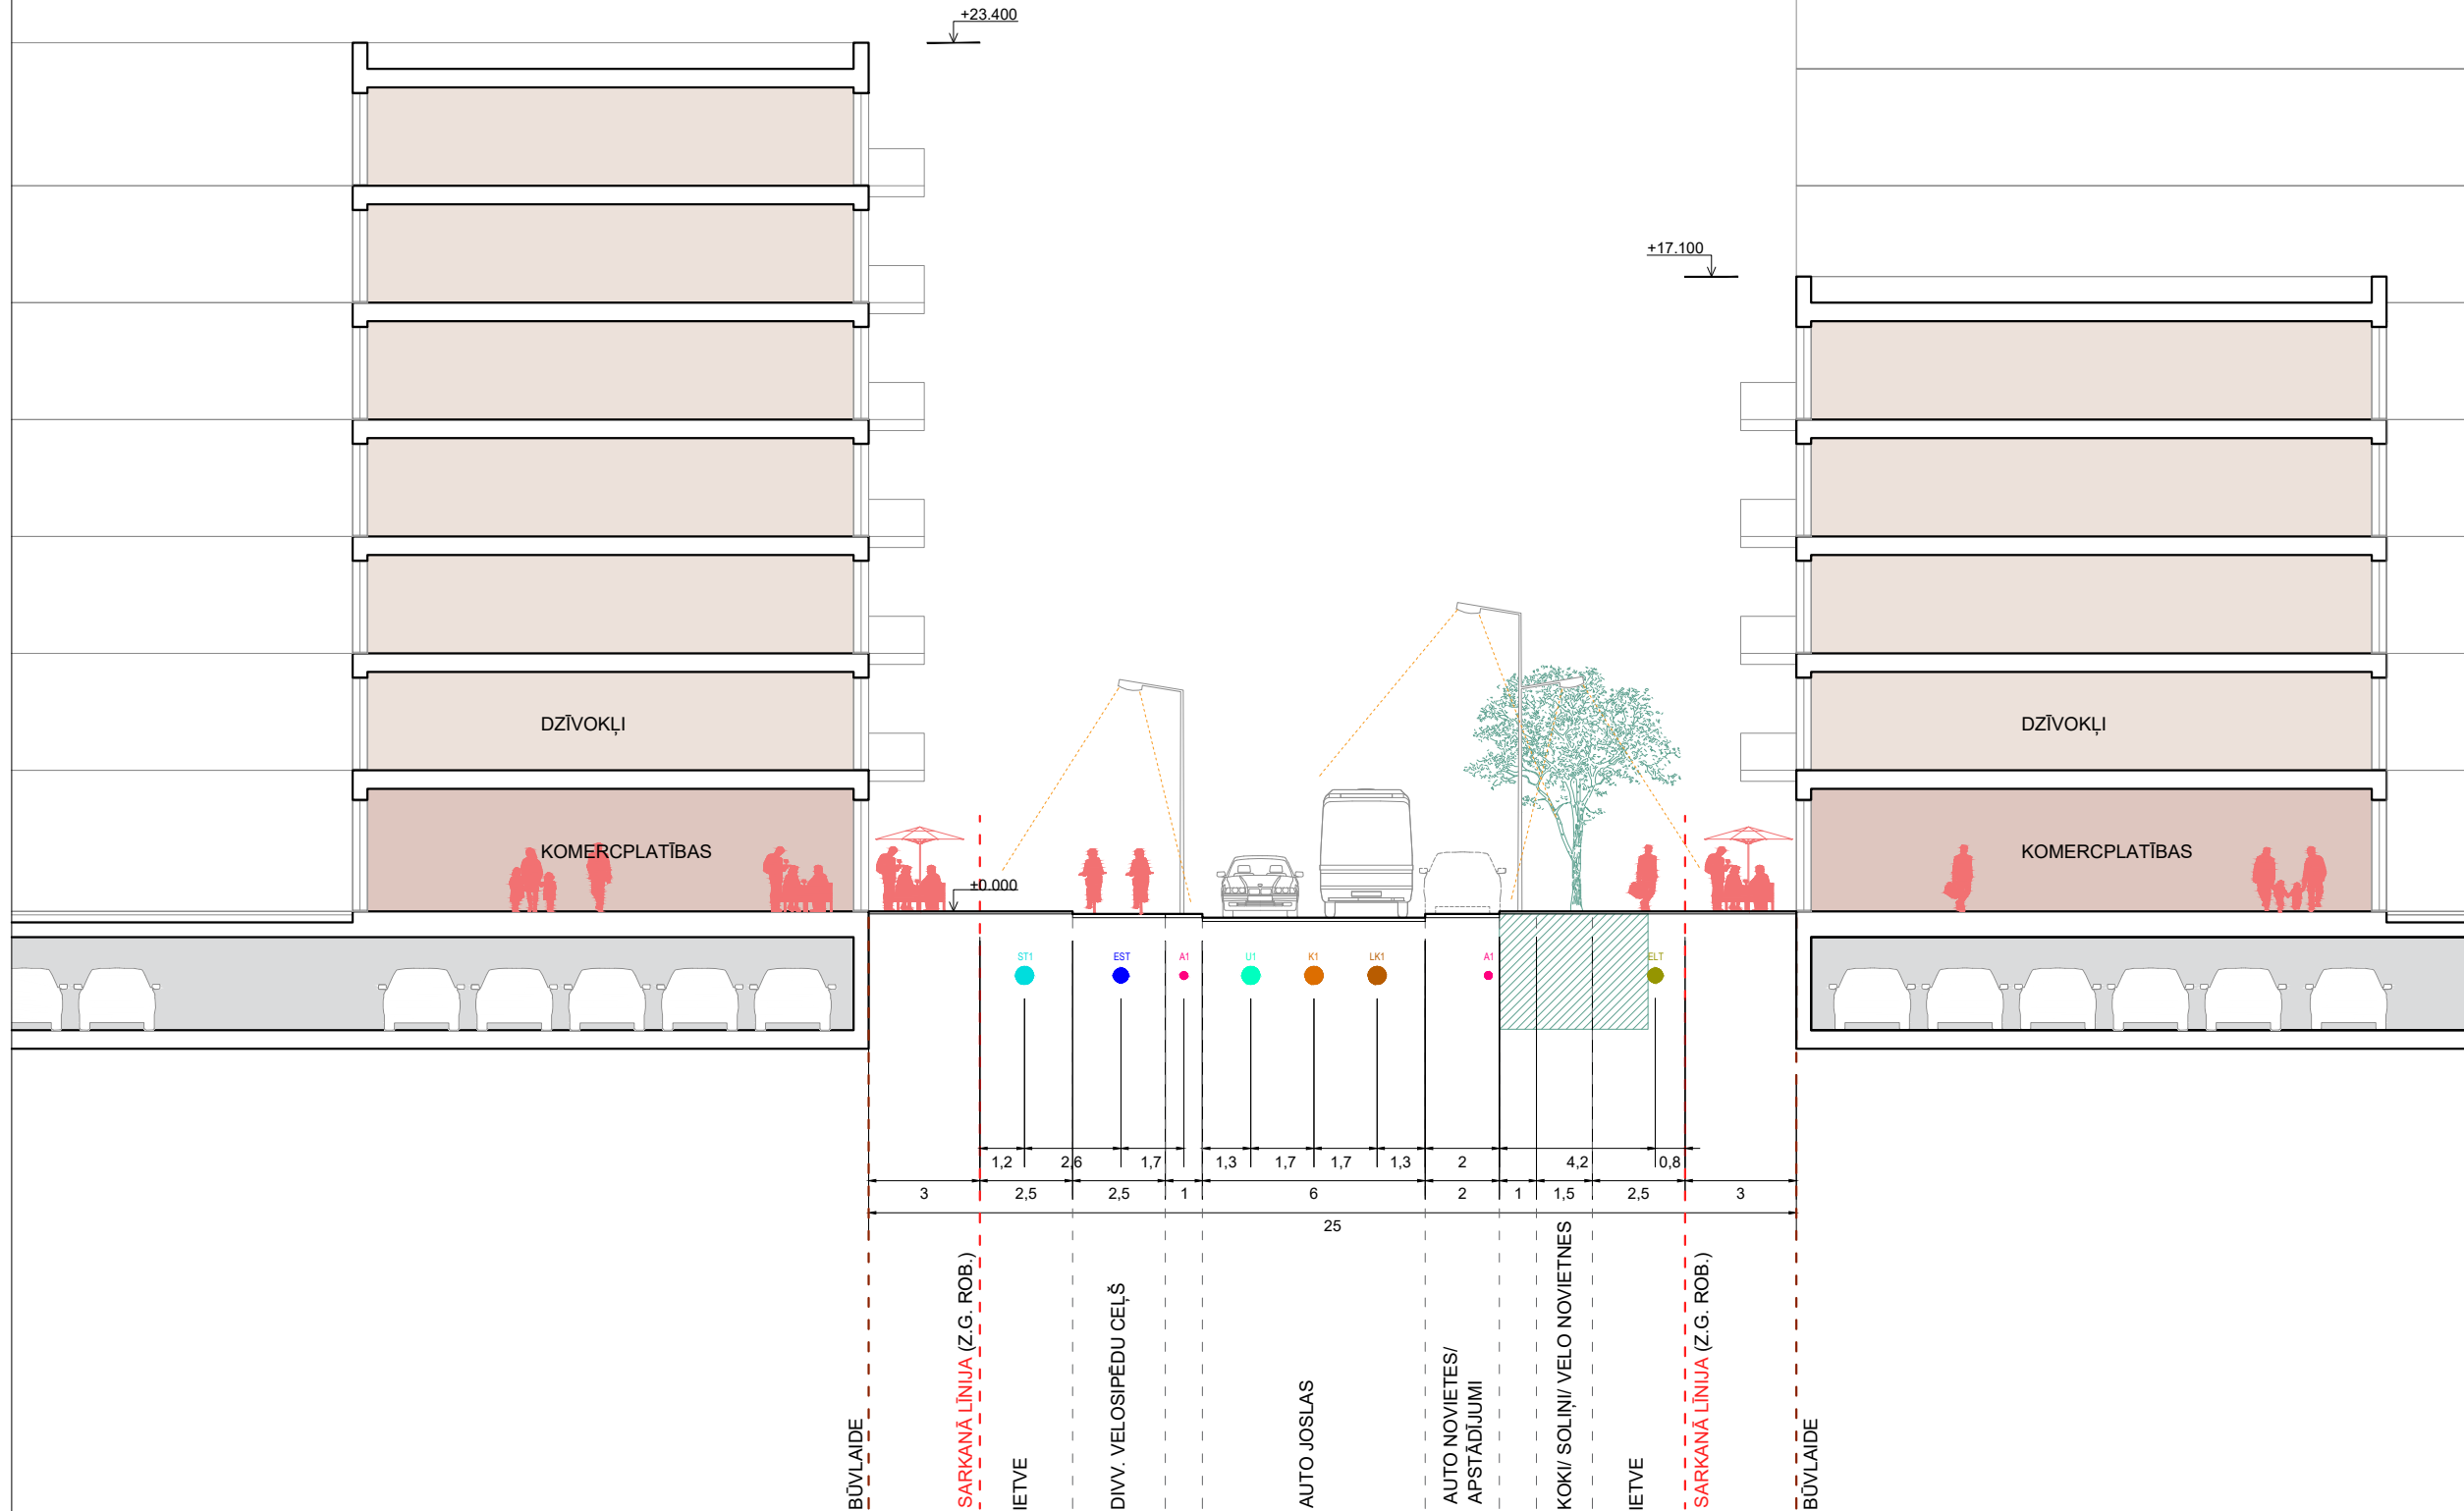 +23.400
+17.100
DZĪVOKĻI
DZĪVOKĻI
KOMERCPLATĪBAS
KOMERCPLATĪBAS
±0.000
ST1 EST A1 U1 K1 LK1 A1 ELT
1,2 2,6 1,7 1,3 1,7 1,7 1,3 2 4,2 0,8
3 2,5 2,5 1 6 2 1 1,5 2,5 3
25
BŪVLAIDE
SARKANĀ LĪNIJA (Z.G. ROB.)
IETVE
DIVV. VELOSIPĒDU CEĻŠ
AUTO JOSLAS
AUTO NOVIETES/
APSTĀDĪJUMI
KOKI/ SOLIŅI/ VELO NOVIETNES
IETVE
SARKANĀ LĪNIJA (Z.G. ROB.)
BŪVLAIDE